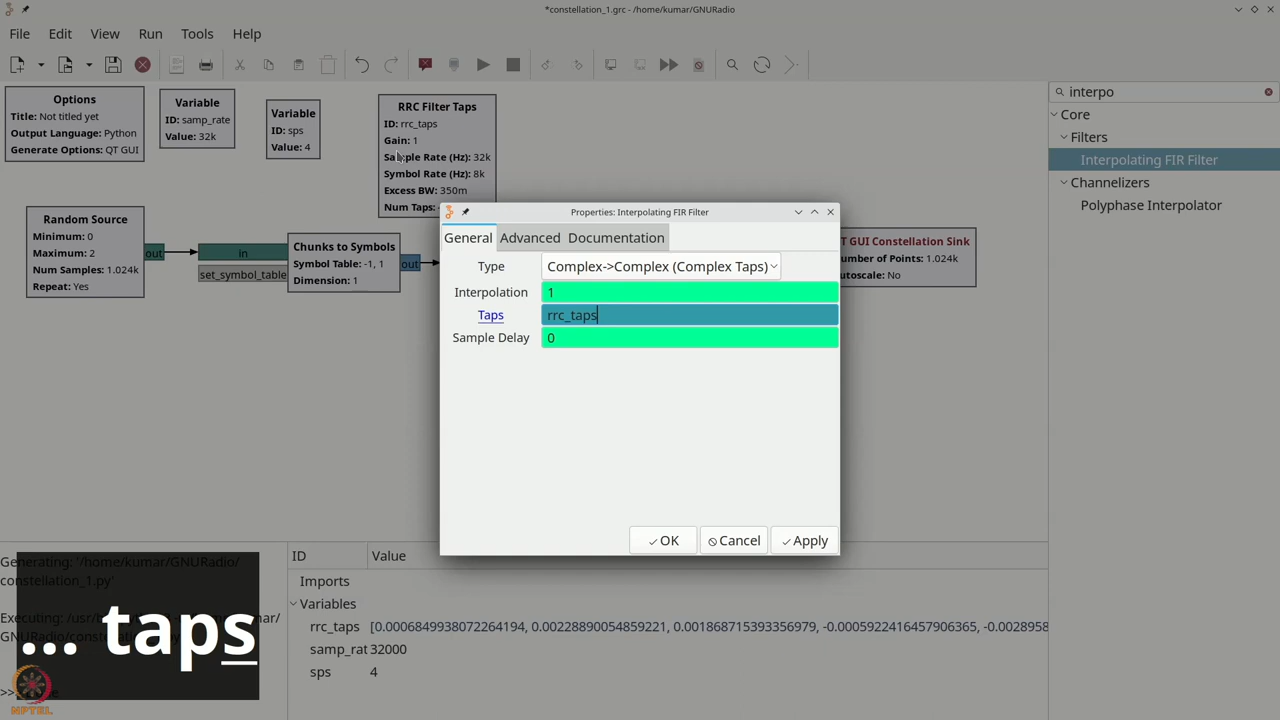 *constellation_1.grc - /home/kumar/GNURadio
File Edit View Run Tools Help
Options
Title: Not titled yet
Output Language: Python
Generate Options: QT GUI
Variable
ID: samp_rate
Value: 32k
Variable
ID: sps
Value: 4
RRC Filter Taps
ID: rrc_taps
Gain: 1
Sample Rate (Hz): 32k
Symbol Rate (Hz): 8k
Excess BW: 350m
Num Taps:
interpo
Core
Filters
Interpolating FIR Filter
Channelizers
Polyphase Interpolator
Random Source
Minimum: 0
Maximum: 2
Num Samples: 1.024k
Repeat: Yes
out
in
set_symbol_table
Chunks to Symbols
Symbol Table: -1, 1
Dimension: 1
out
T GUI Constellation Sink
umber of Points: 1.024k
utoscale: No
Properties: Interpolating FIR Filter
General Advanced Documentation
Type Complex->Complex (Complex Taps)
Interpolation 1
Taps rrc_taps
Sample Delay 0
OK Cancel Apply
Generating: '/home/kumar/GNURadio/
constellation_1.py'
Executing: /usr/
GNURadio/
>>>
... taps
NPTEL
ID Value
Imports
Variables
rrc_taps [0.0006849938072264194, 0.00228890054859221, 0.001868715393356979, -0.0005922416457906365, -0.0028958
samp_rat 32000
sps 4